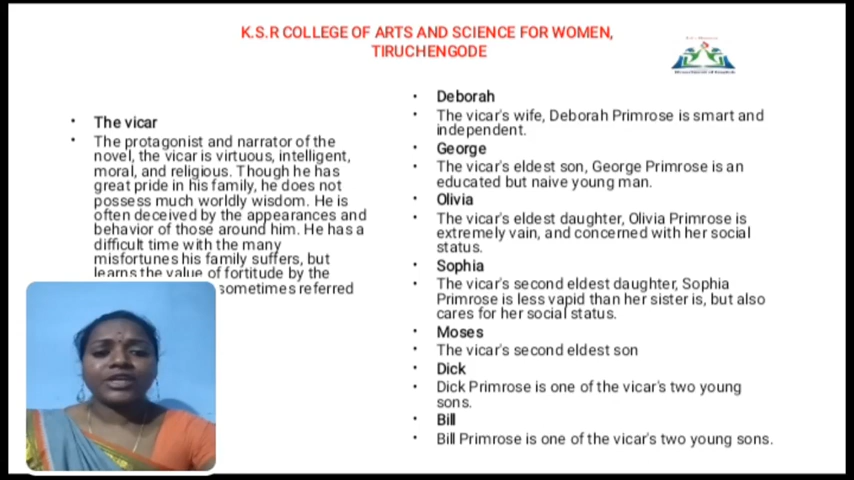 K.S.R COLLEGE OF ARTS AND SCIENCE FOR WOMEN,
TIRUCHENGODE
• The vicar
• The protagonist and narrator of the
novel, the vicar is virtuous, intelligent,
moral, and religious. Though he has
great pride in his family, he does not
possess much worldly wisdom. He is
often deceived by the appearances and
behavior of those around him. He has a
difficult time with the many
misfortunes his family suffers, but
learns the value of fortitude by the
sometimes referred
• Deborah
• The vicar's wife, Deborah Primrose is smart and
independent.
• George
• The vicar's eldest son, George Primrose is an
educated but naive young man.
• Olivia
• The vicar's eldest daughter, Olivia Primrose is
extremely vain, and concerned with her social
status.
• Sophia
• The vicar's second eldest daughter, Sophia
Primrose is less vapid than her sister is, but also
cares for her social status.
• Moses
• The vicar's second eldest son
• Dick
• Dick Primrose is one of the vicar's two young
sons.
• Bill
• Bill Primrose is one of the vicar's two young sons.